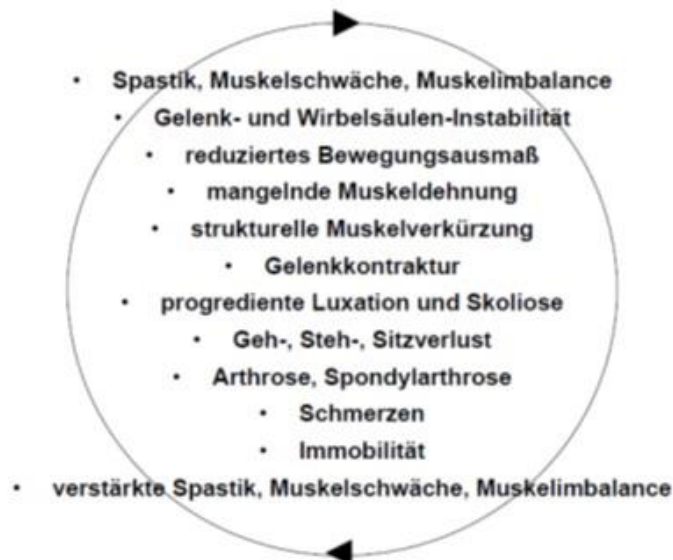 • Spastik, Muskelschwäche, Muskelimbalance
• Gelenk- und Wirbelsäulen-Instabilität
• reduziertes Bewegungsausmaß
• mangelnde Muskeldehnung
• strukturelle Muskelverkürzung
• Gelenkkontraktur
• progrediente Luxation und Skoliose
• Geh-, Steh-, Sitzverlust
• Arthrose, Spondylarthrose
• Schmerzen
• Immobilität
• verstärkte Spastik, Muskelschwäche, Muskelimbalance